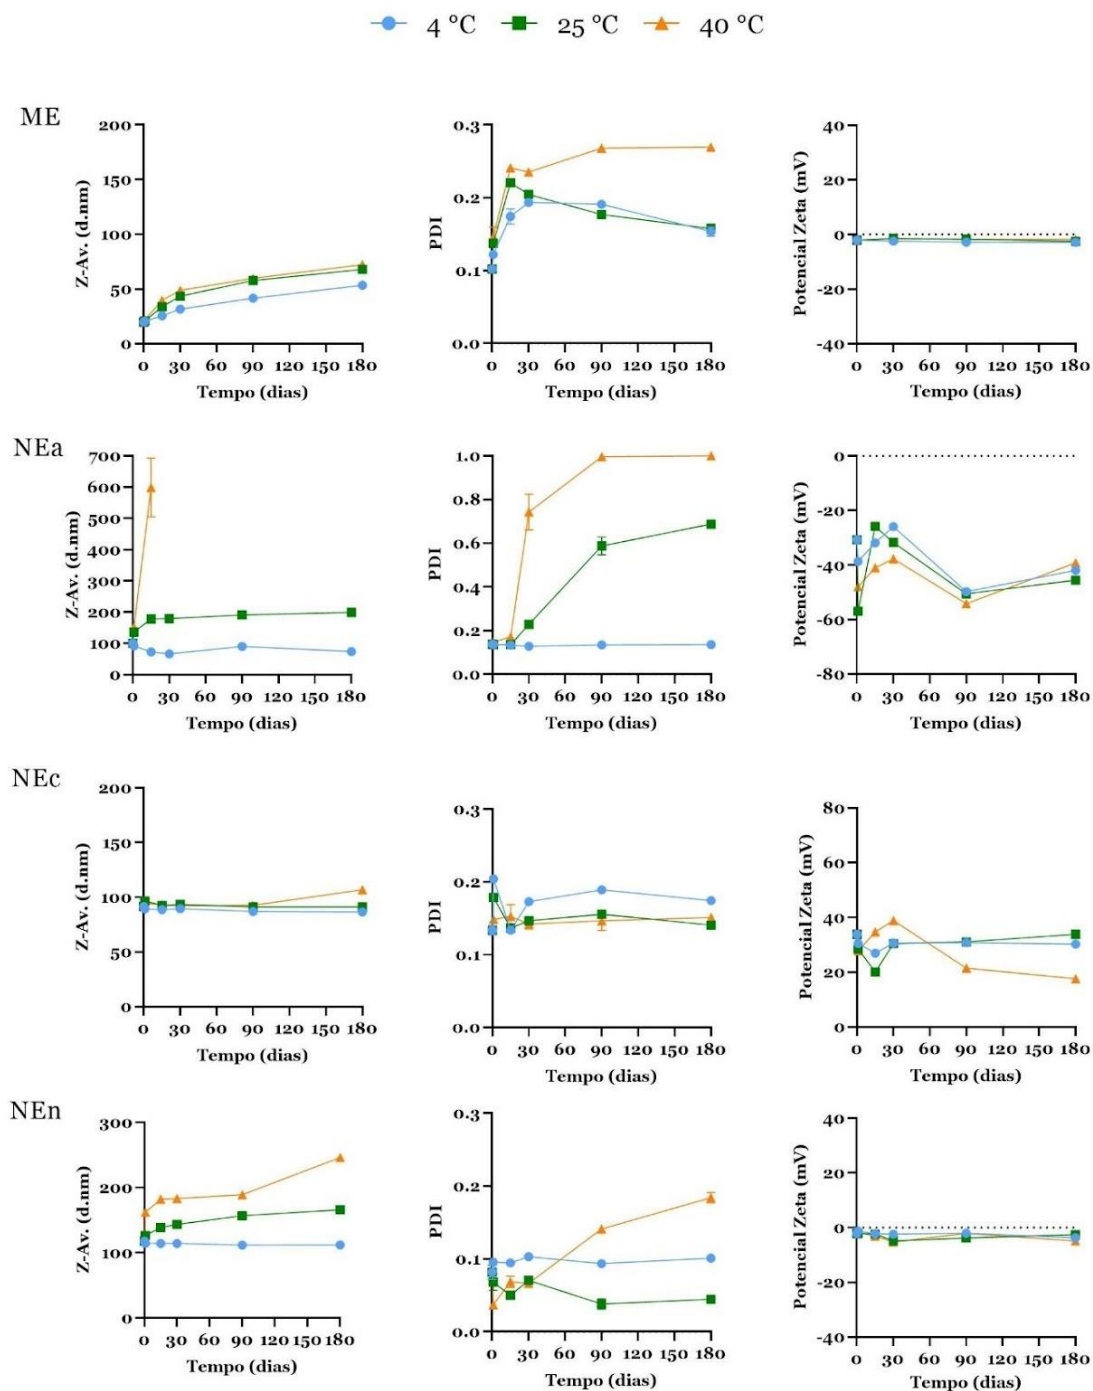 4 °C 25 °C 40 °C
ME
Z-Av. (d.nm)
200
150
100
50
0
0 30 60 90 120 150 180
Tempo (dias)
PDI
0.3
0.2
0.1
0.0
0 30 60 90 120 150 180
Tempo (dias)
Potencial Zeta (mV)
40
20
0
-20
-40
0 30 60 90 120 150 180
Tempo (dias)
NEa
Z-Av. (d.nm)
700
600
500
400
300
200
100
0
0 30 60 90 120 150 180
Tempo (dias)
PDI
1.0
0.8
0.6
0.4
0.2
0.0
0 30 60 90 120 150 180
Tempo (dias)
Potencial Zeta (mV)
0
-20
-40
-60
-80
0 30 60 90 120 150 180
Tempo (dias)
NEc
Z-Av. (d.nm)
200
150
100
50
0
0 30 60 90 120 150 180
Tempo (dias)
PDI
0.3
0.2
0.1
0.0
0 30 60 90 120 150 180
Tempo (dias)
Potencial Zeta (mV)
80
60
40
20
0
0 30 60 90 120 150 180
Tempo (dias)
NEn
Z-Av. (d.nm)
300
200
100
0
0 30 60 90 120 150 180
Tempo (dias)
PDI
0.3
0.2
0.1
0.0
0 30 60 90 120 150 180
Tempo (dias)
Potencial Zeta (mV)
40
20
0
-20
-40
0 30 60 90 120 150 180
Tempo (dias)